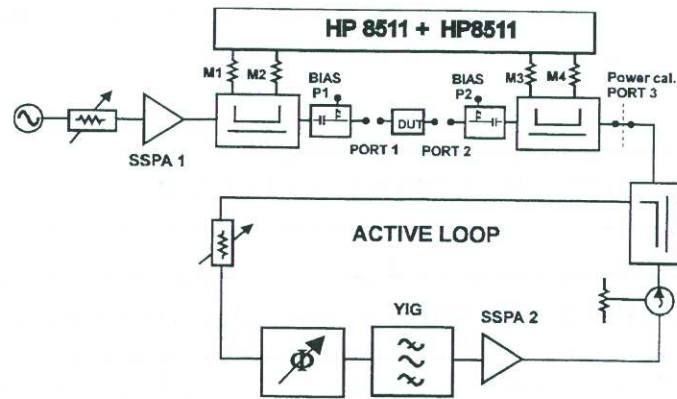 HP 8511 + HP8511
M1 M2 M3 M4
BIAS BIAS Power cal.
P1 P2 PORT 3
DUT
PORT 1 PORT 2
SSPA 1
ACTIVE LOOP
YIG SSPA 2
Φ